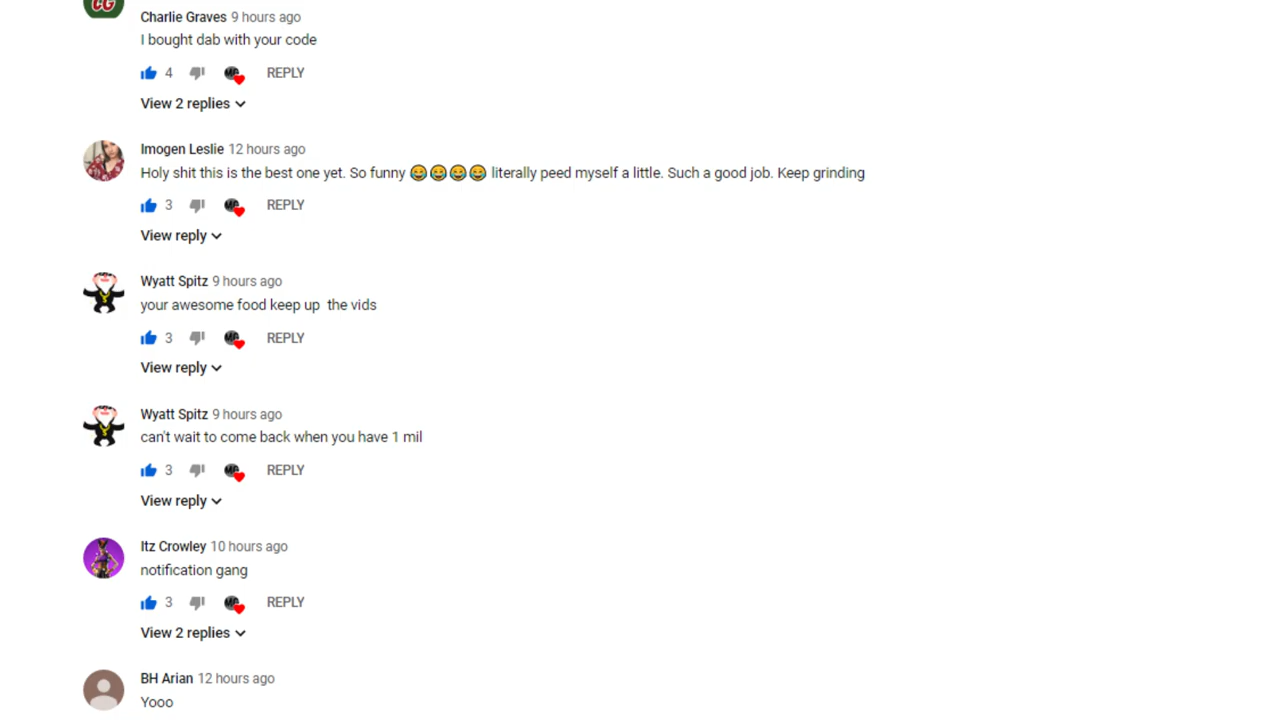 CG
Charlie Graves 9 hours ago
I bought dab with your code
4 REPLY
View 2 replies
Imogen Leslie 12 hours ago
Holy shit this is the best one yet. So funny 😂😂😂😂 literally peed myself a little. Such a good job. Keep grinding
3 REPLY
View reply
Wyatt Spitz 9 hours ago
your awesome food keep up  the vids
3 REPLY
View reply
Wyatt Spitz 9 hours ago
can't wait to come back when you have 1 mil
3 REPLY
View reply
Itz Crowley 10 hours ago
notification gang
3 REPLY
View 2 replies
BH Arian 12 hours ago
Yooo